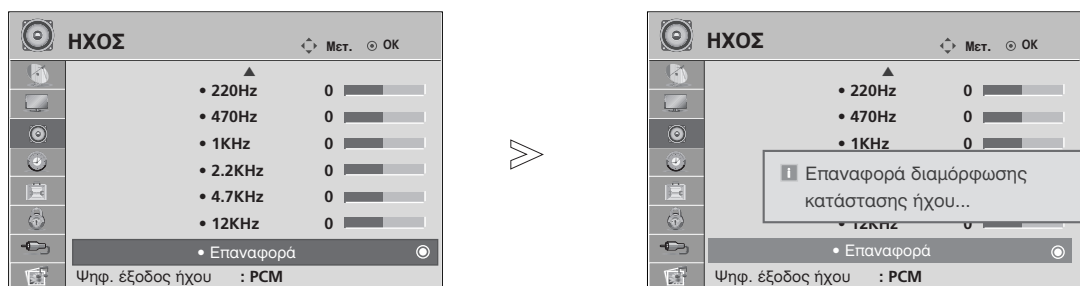 ΗΧΟΣ Μετ. OK
▲
• 220Hz 0
• 470Hz 0
• 1KHz 0
• 2.2KHz 0
• 4.7KHz 0
• 12KHz 0
• Επαναφορά
Ψηφ. έξοδος ήχου : PCM
ΗΧΟΣ Μετ. OK
▲
• 220Hz 0
• 470Hz 0
• 1KHz 0
i Επαναφορά διαμόρφωσης
κατάστασης ήχου...
• 12KHz 0
• Επαναφορά
Ψηφ. έξοδος ήχου : PCM